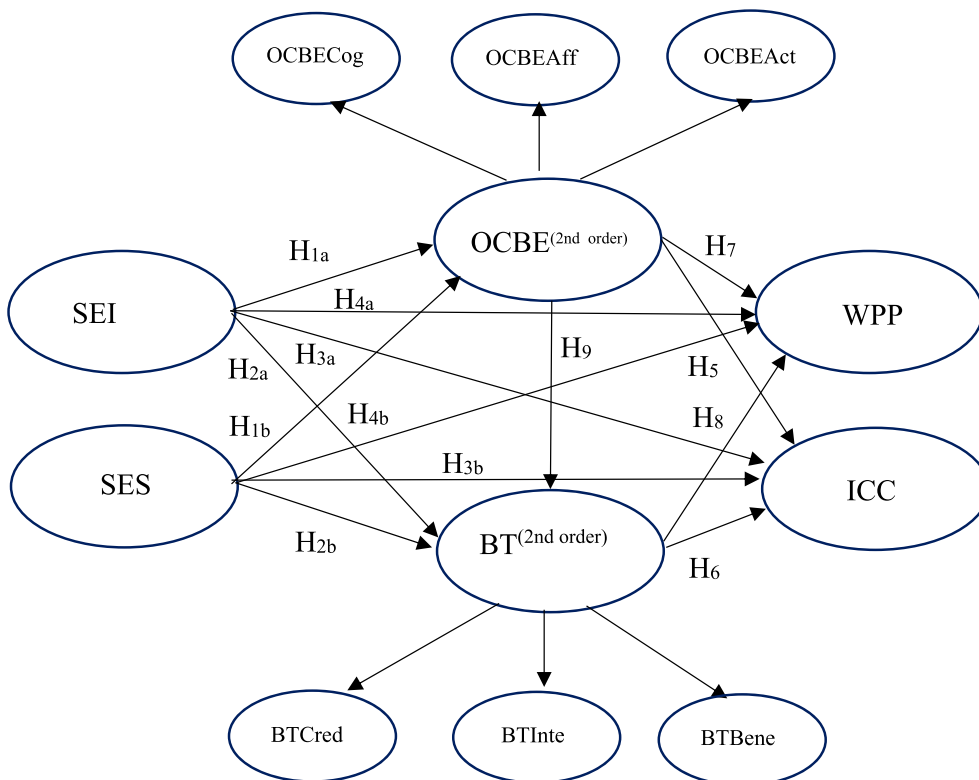 OCBECog
OCBEAff
OCBEAct
OCBE(2nd order)
H1a
H7
SEI
H4a
WPP
H3a
H9
H2a
H5
H4b
H8
H1b
H3b
SES
ICC
H2b
BT(2nd order)
H6
BTCred
BTInte
BTBene